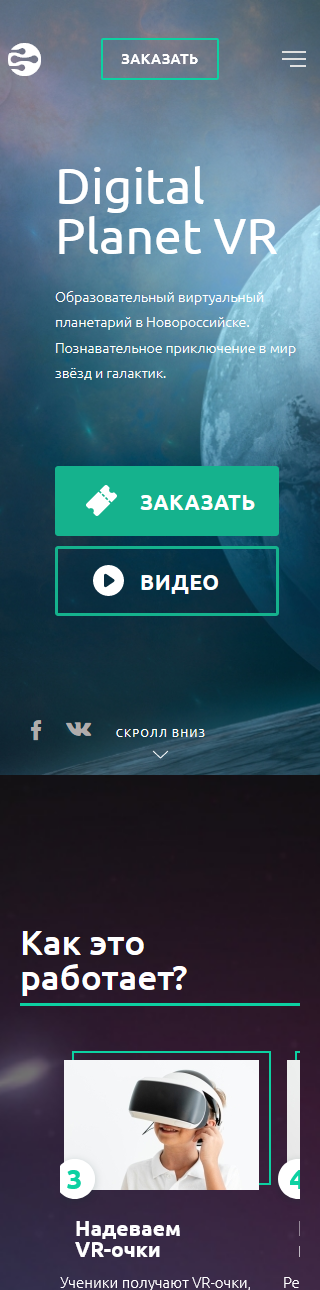 ЗАКАЗАТЬ
Digital
Planet VR
Образовательный виртуальный
планетарий в Новороссийске.
Познавательное приключение в мир
звёзд и галактик.
ЗАКАЗАТЬ
ВИДЕО
СКРОЛЛ ВНИЗ
Как это
работает?
3
4
Надеваем
VR-очки
Ученики получают VR-очки,
Ре